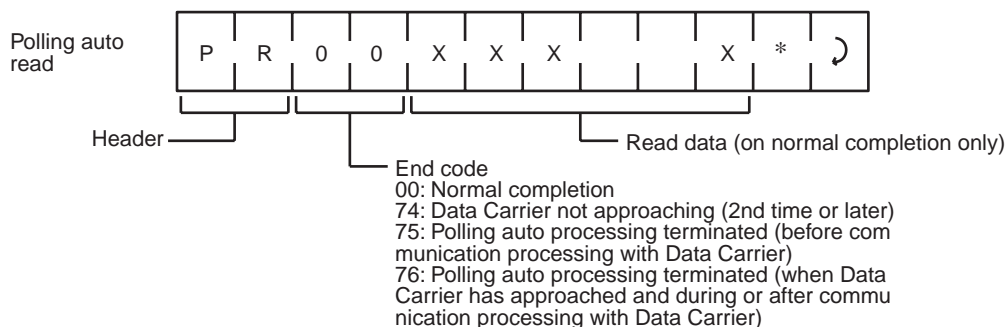 Polling auto
read
P R 0 0 X X X X *
Header
Read data (on normal completion only)
End code
00: Normal completion
74: Data Carrier not approaching (2nd time or later)
75: Polling auto processing terminated (before com
munication processing with Data Carrier)
76: Polling auto processing terminated (when Data
Carrier has approached and during or after commu
nication processing with Data Carrier)